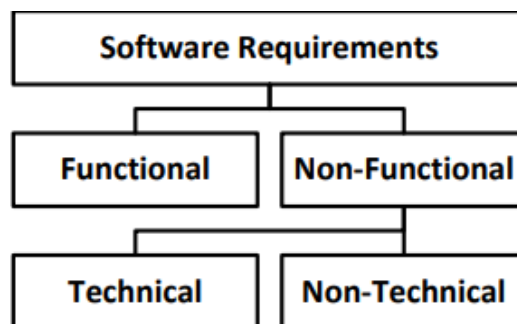 Software Requirements
Functional
Non-Functional
Technical
Non-Technical